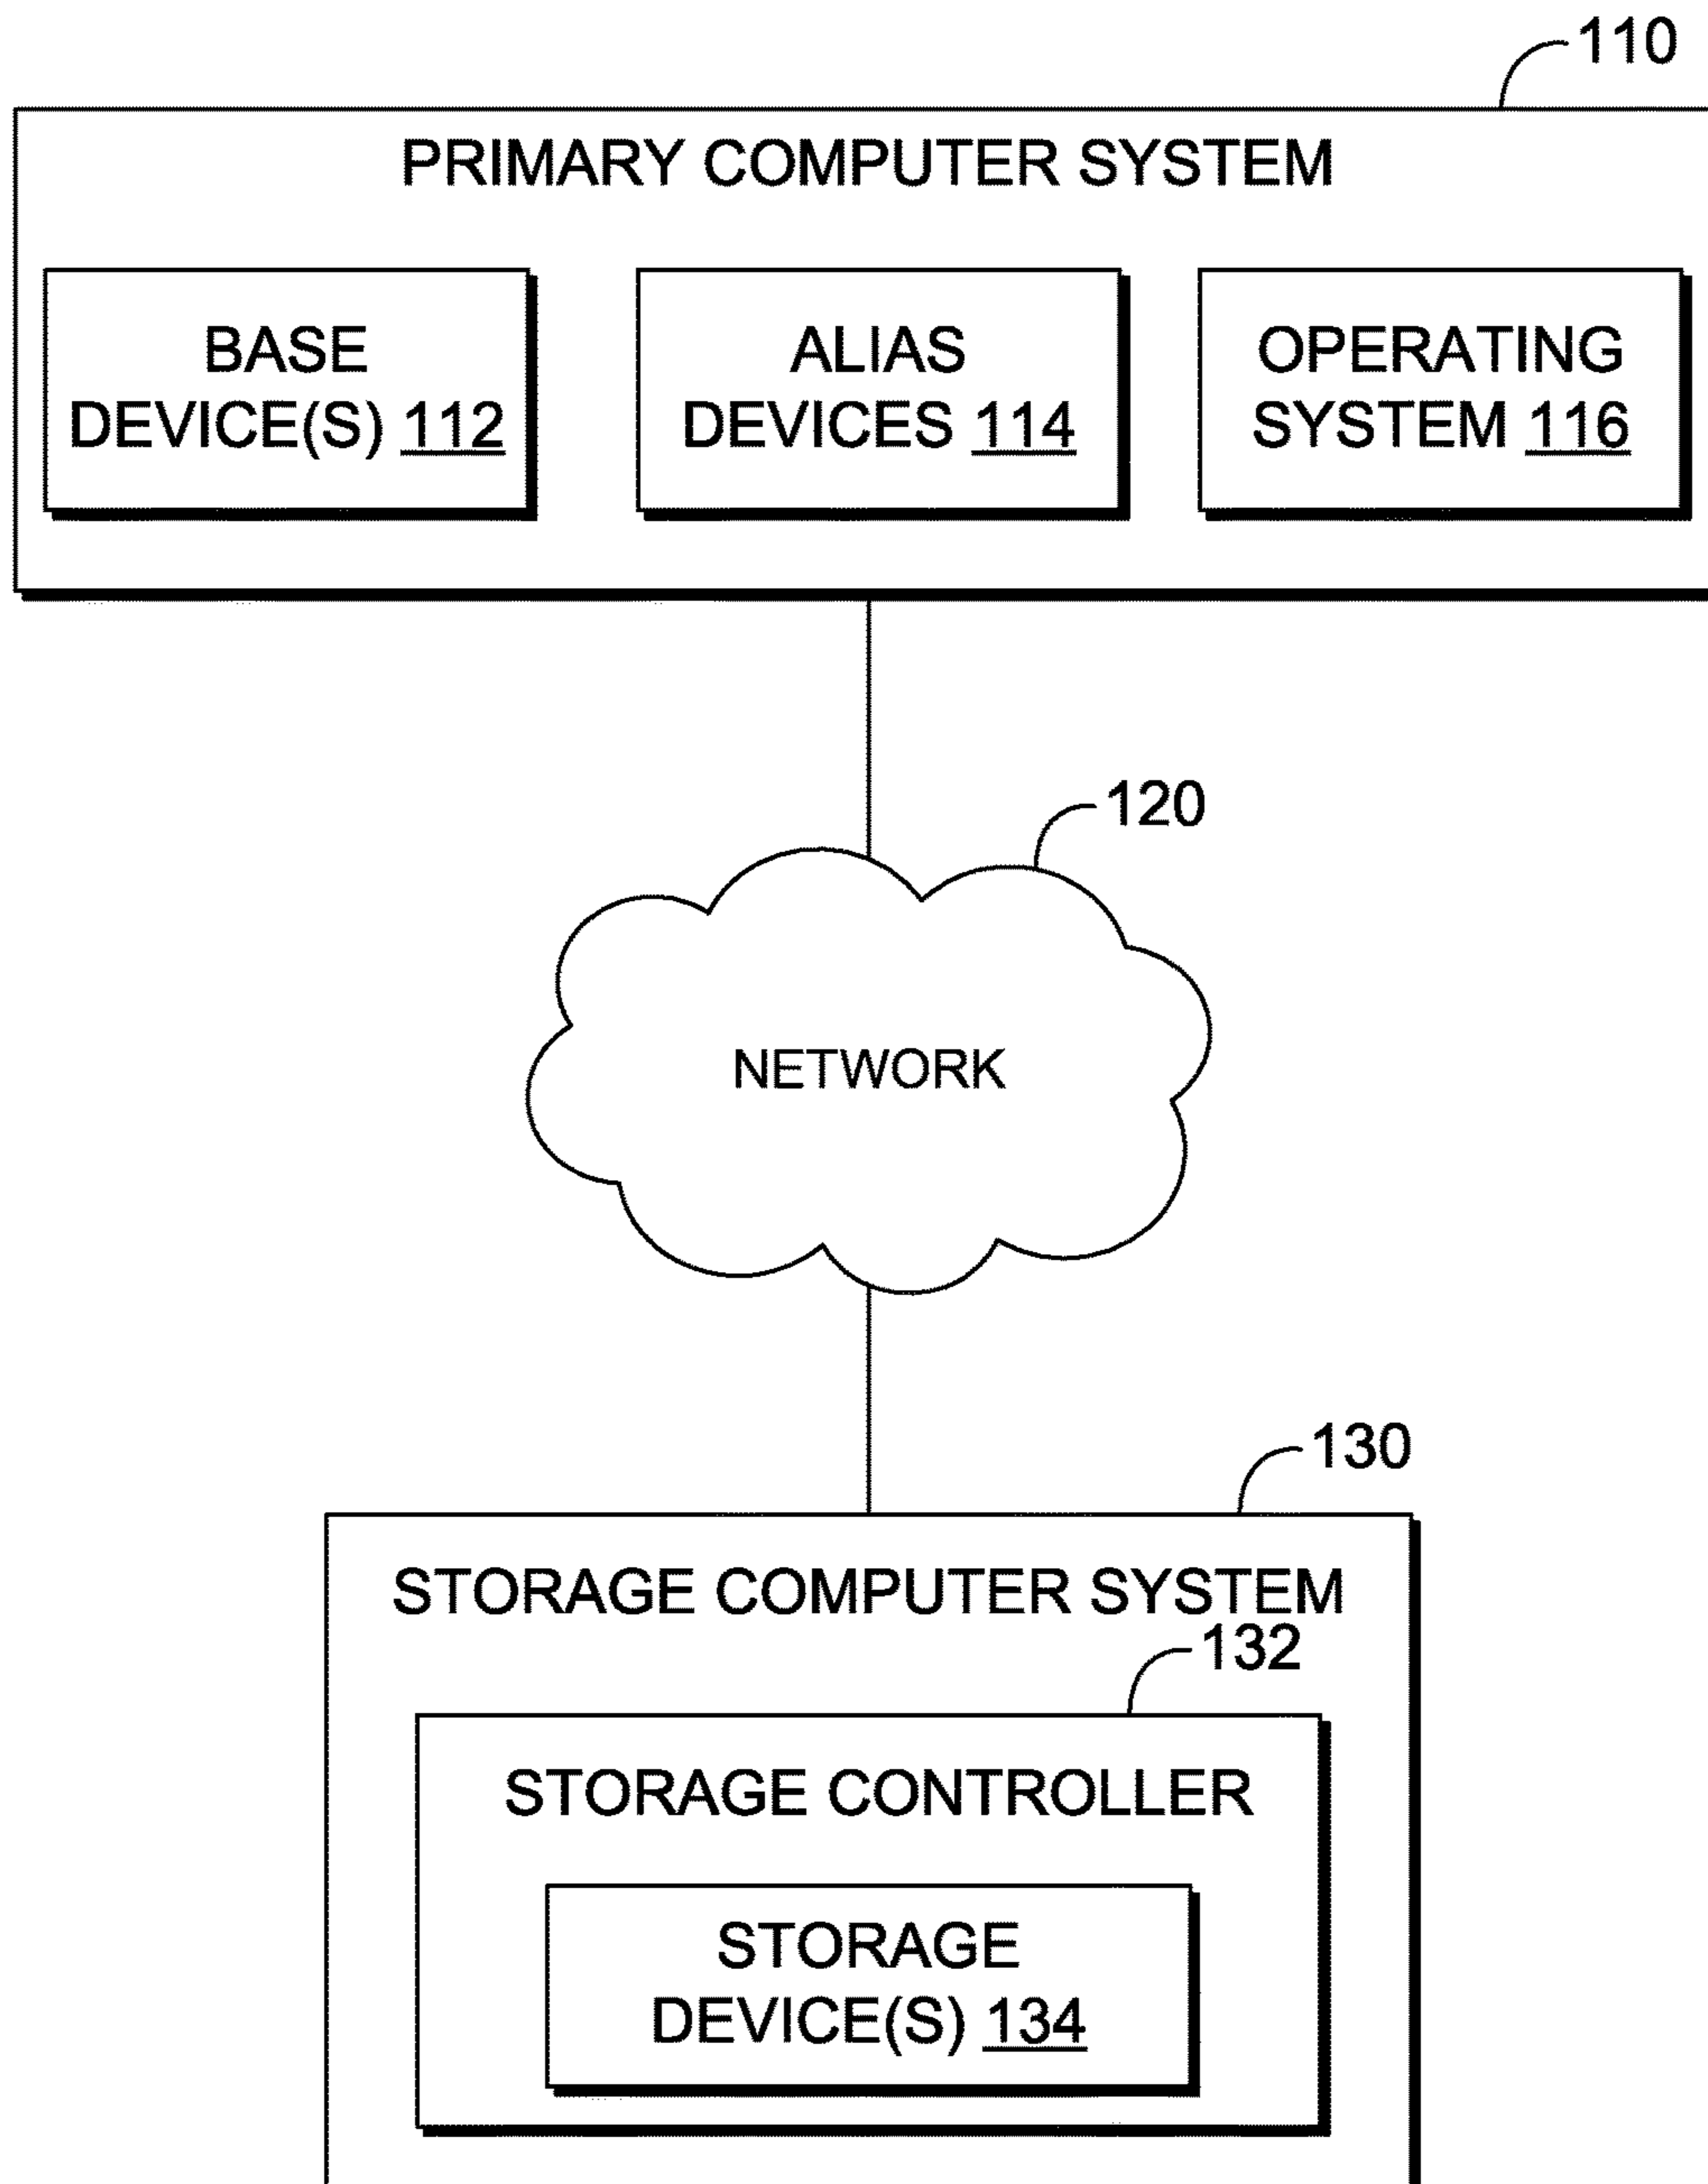 110
PRIMARY COMPUTER SYSTEM
BASE
DEVICE(S) 112
ALIAS
DEVICES 114
OPERATING
SYSTEM 116
120
NETWORK
130
STORAGE COMPUTER SYSTEM
132
STORAGE CONTROLLER
STORAGE
DEVICE(S) 134